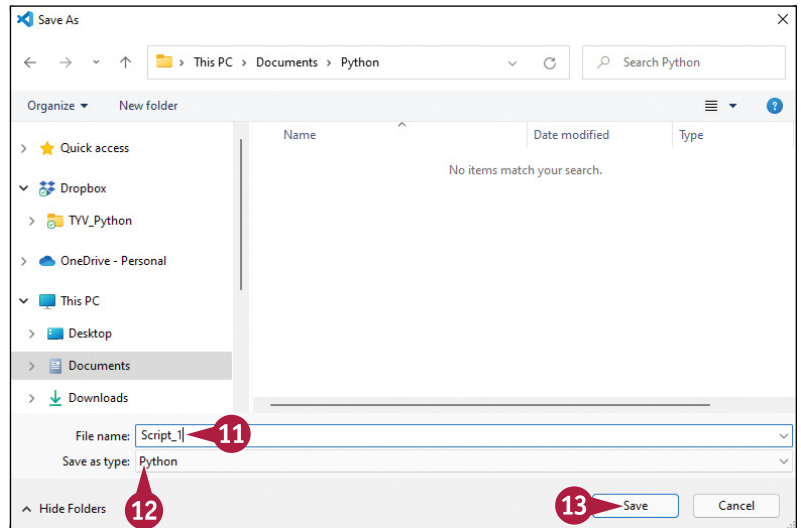 Save As
This PC > Documents > Python
Search Python
Organize
New folder
Name
Date modified
Type
Quick access
No items match your search.
Dropbox
TYV_Python
OneDrive - Personal
This PC
Desktop
Documents
Downloads
File name: Script_1
11
Save as type: Python
12
Hide Folders
13
Save
Cancel